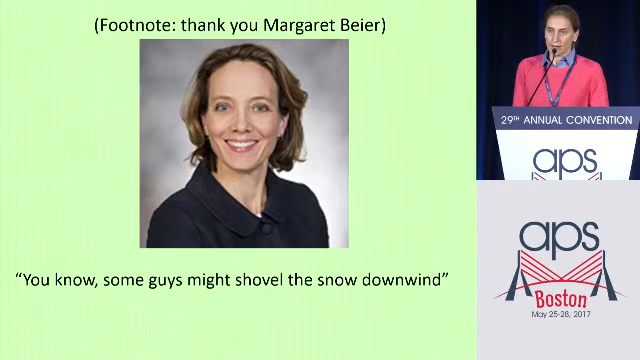 (Footnote: thank you Margaret Beier)
"You know, some guys might shovel the snow downwind"
29TH ANNUAL CONVENTION
aps
aps
Boston
May 25-28, 2017